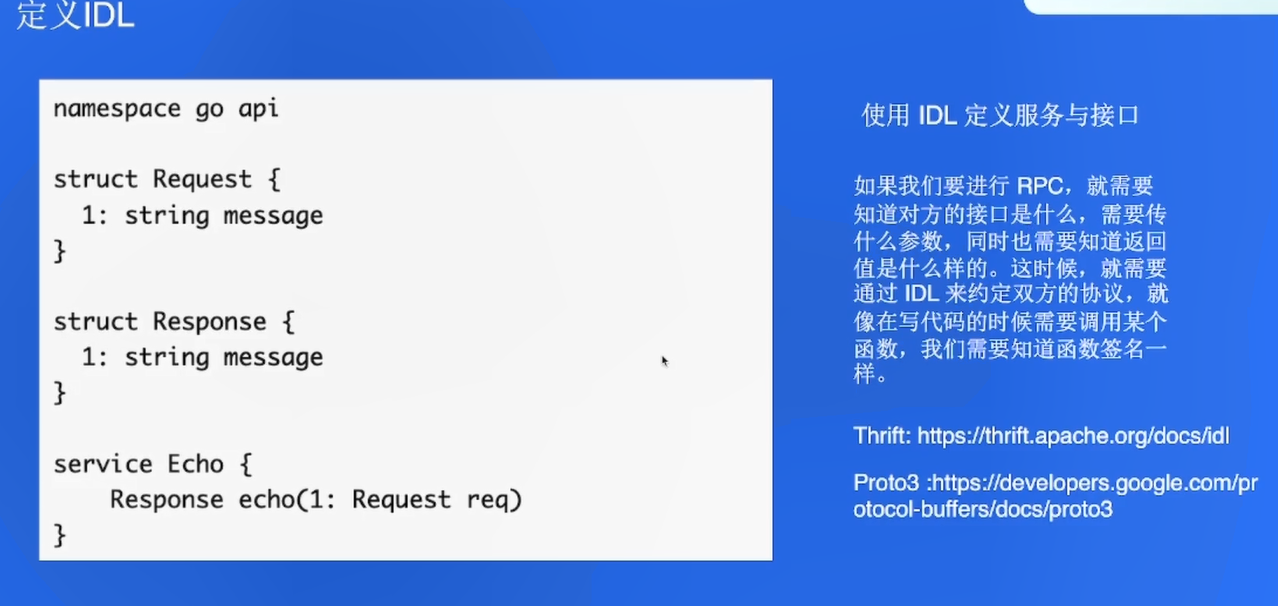 定义IDL
namespace go api
struct Request {
  1: string message
}
struct Response {
  1: string message
}
service Echo {
    Response echo(1: Request req)
}
使用 IDL 定义服务与接口
如果我们要进行 RPC，就需要
知道对方的接口是什么，需要传
什么参数，同时也需要知道返回
值是什么样的。这时候，就需要
通过 IDL 来约定双方的协议，就
像在写代码的时候需要调用某个
函数，我们需要知道函数签名一
样。
Thrift: https://thrift.apache.org/docs/idl
Proto3 :https://developers.google.com/pr
otocol-buffers/docs/proto3